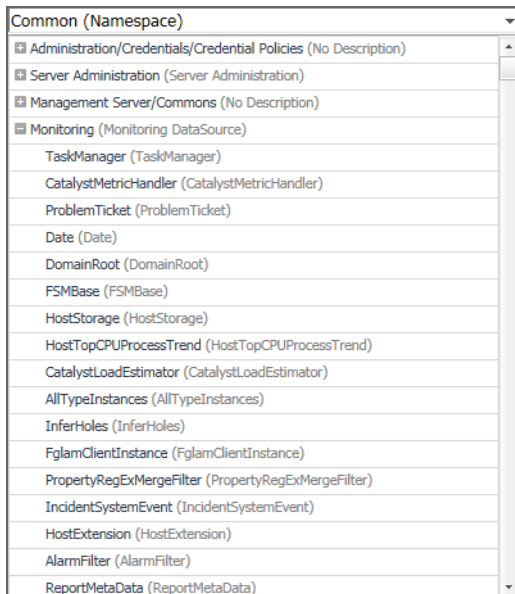 Common (Namespace)
Administration/Credentials/Credential Policies (No Description)
Server Administration (Server Administration)
Management Server/Commons (No Description)
Monitoring (Monitoring DataSource)
TaskManager (TaskManager)
CatalystMetricHandler (CatalystMetricHandler)
ProblemTicket (ProblemTicket)
Date (Date)
DomainRoot (DomainRoot)
FSMBase (FSMBase)
HostStorage (HostStorage)
HostTopCPUProcessTrend (HostTopCPUProcessTrend)
CatalystLoadEstimator (CatalystLoadEstimator)
AllTypeInstances (AllTypeInstances)
InferHoles (InferHoles)
FglamClientInstance (FglamClientInstance)
PropertyRegExMergeFilter (PropertyRegExMergeFilter)
IncidentSystemEvent (IncidentSystemEvent)
HostExtension (HostExtension)
AlarmFilter (AlarmFilter)
ReportMetaData (ReportMetaData)